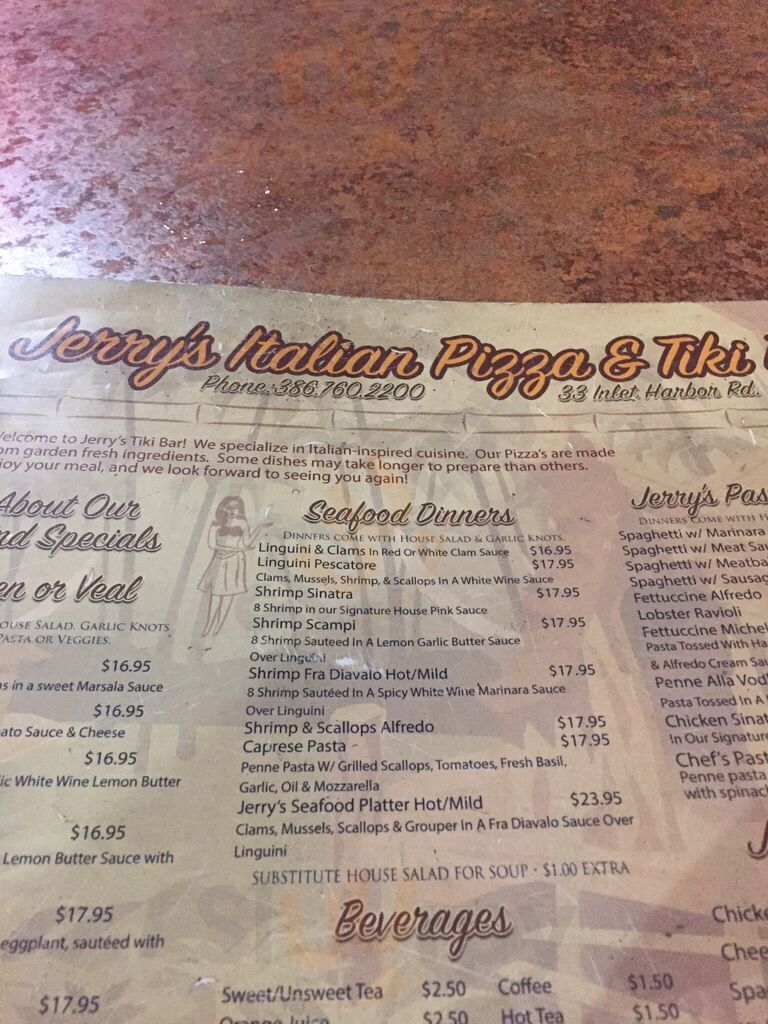 Jerry's Italian Pizza & Tiki
Phone: 386.760.2200
33 Inlet Harbor Rd.
Welcome to Jerry's Tiki Bar! We specialize in Italian-inspired cuisine. Our Pizza's are made
om garden fresh ingredients. Some dishes may take longer to prepare than others.
joy your meal, and we look forward to seeing you again!
About Our
nd Specials
en or Veal
OUSE SALAD, GARLIC KNOTS
PASTA OR VEGGIES.
$16.95
s in a sweet Marsala Sauce
$16.95
ato Sauce & Cheese
$16.95
ic White Wine Lemon Butter
$16.95
Lemon Butter Sauce with
$17.95
eggplant, sautéed with
$17.95
Seafood Dinners
DINNERS COME WITH HOUSE SALAD & GARLIC KNOTS.
Linguini & Clams In Red Or White Clam Sauce $16.95
Linguini Pescatore $17.95
Clams, Mussels, Shrimp, & Scallops In A White Wine Sauce
Shrimp Sinatra $17.95
8 Shrimp in our Signature House Pink Sauce
Shrimp Scampi $17.95
8 Shrimp Sauteed In A Lemon Garlic Butter Sauce
Over Linguini
Shrimp Fra Diavalo Hot/Mild $17.95
8 Shrimp Sautéed In A Spicy White Wine Marinara Sauce
Over Linguini
Shrimp & Scallops Alfredo $17.95
Caprese Pasta $17.95
Penne Pasta W/ Grilled Scallops, Tomatoes, Fresh Basil,
Garlic, Oil & Mozzarella
Jerry's Seafood Platter Hot/Mild $23.95
Clams, Mussels, Scallops & Grouper In A Fra Diavalo Sauce Over
Linguini
SUBSTITUTE HOUSE SALAD FOR SOUP · $1.00 EXTRA
Beverages
Sweet/Unsweet Tea $2.50 Coffee $1.50
Orange Juice $2.50 Hot Tea $1.50
Jerry's Pas
DINNERS COME WITH H
Spaghetti w/ Marinara
Spaghetti w/ Meat Sau
Spaghetti w/ Meatba
Spaghetti w/ Sausag
Fettuccine Alfredo
Lobster Ravioli
Fettuccine Michel
Pasta Tossed With Ha
& Alfredo Cream Sau
Penne Alla Vod
Pasta Tossed In A
Chicken Sinat
In Our Signature
Chef's Past
Penne pasta
with spinac
J
Chicke
Chee
Spa